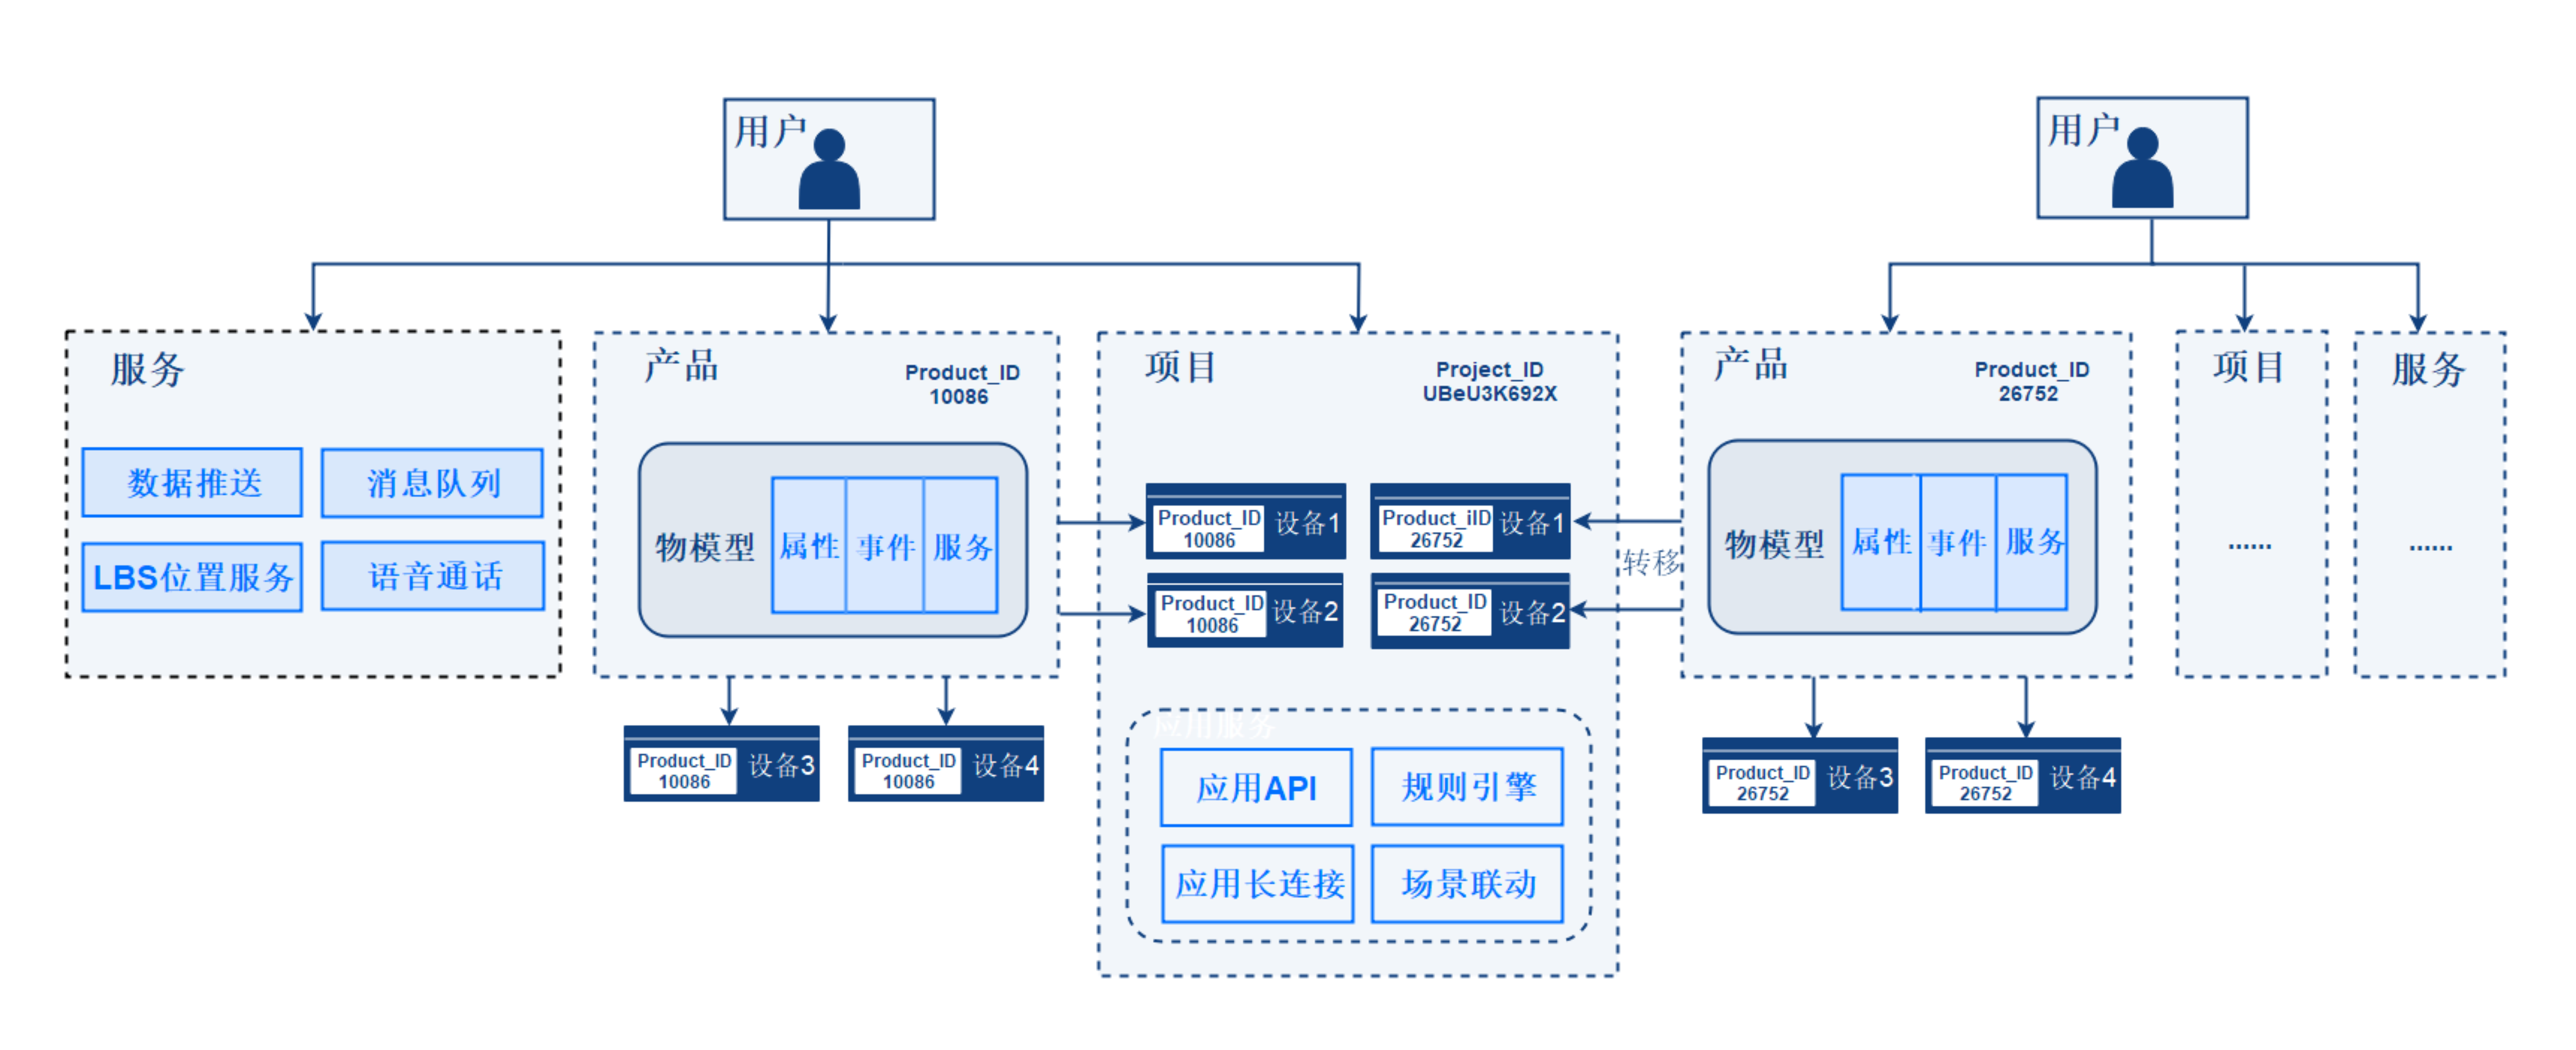 用户
用户
服务
数据推送
消息队列
LBS位置服务
语音通话
产品
Product_ID
10086
物模型
属性
事件
服务
Product_ID
10086
设备3
Product_ID
10086
设备4
项目
Project_ID
UBeU3K692X
Product_ID
10086
设备1
Product_iID
26752
设备1
Product_ID
10086
设备2
Product_ID
26752
设备2
应用服务
应用API
规则引擎
应用长连接
场景联动
转移
产品
Product_ID
26752
物模型
属性
事件
服务
Product_ID
26752
设备3
Product_ID
26752
设备4
项目
......
服务
......